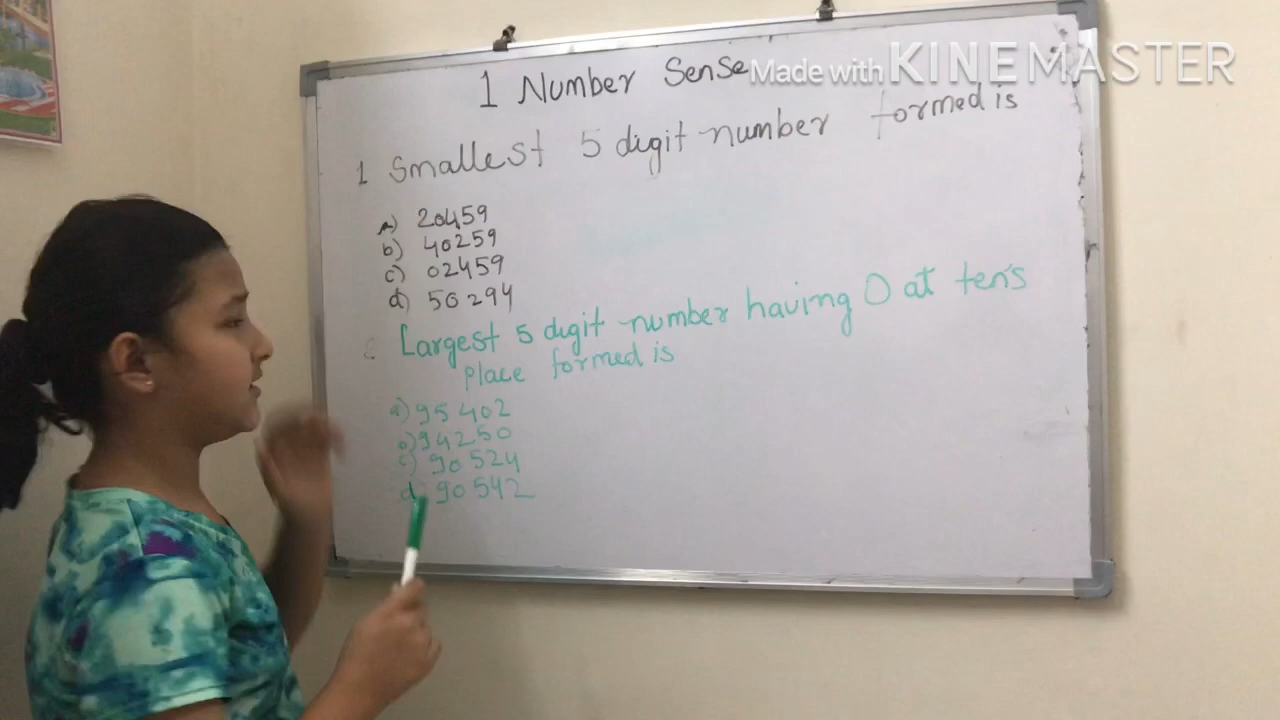 1 Number Sense
Made with KINEMASTER
1 Smallest 5 digit number formed is
a) 20459
b) 40259
c) 02459
d) 50294
Largest 5 digit number having 0 at ten's
place formed is
a) 95402
b) 94250
c) 90524
d) 90542